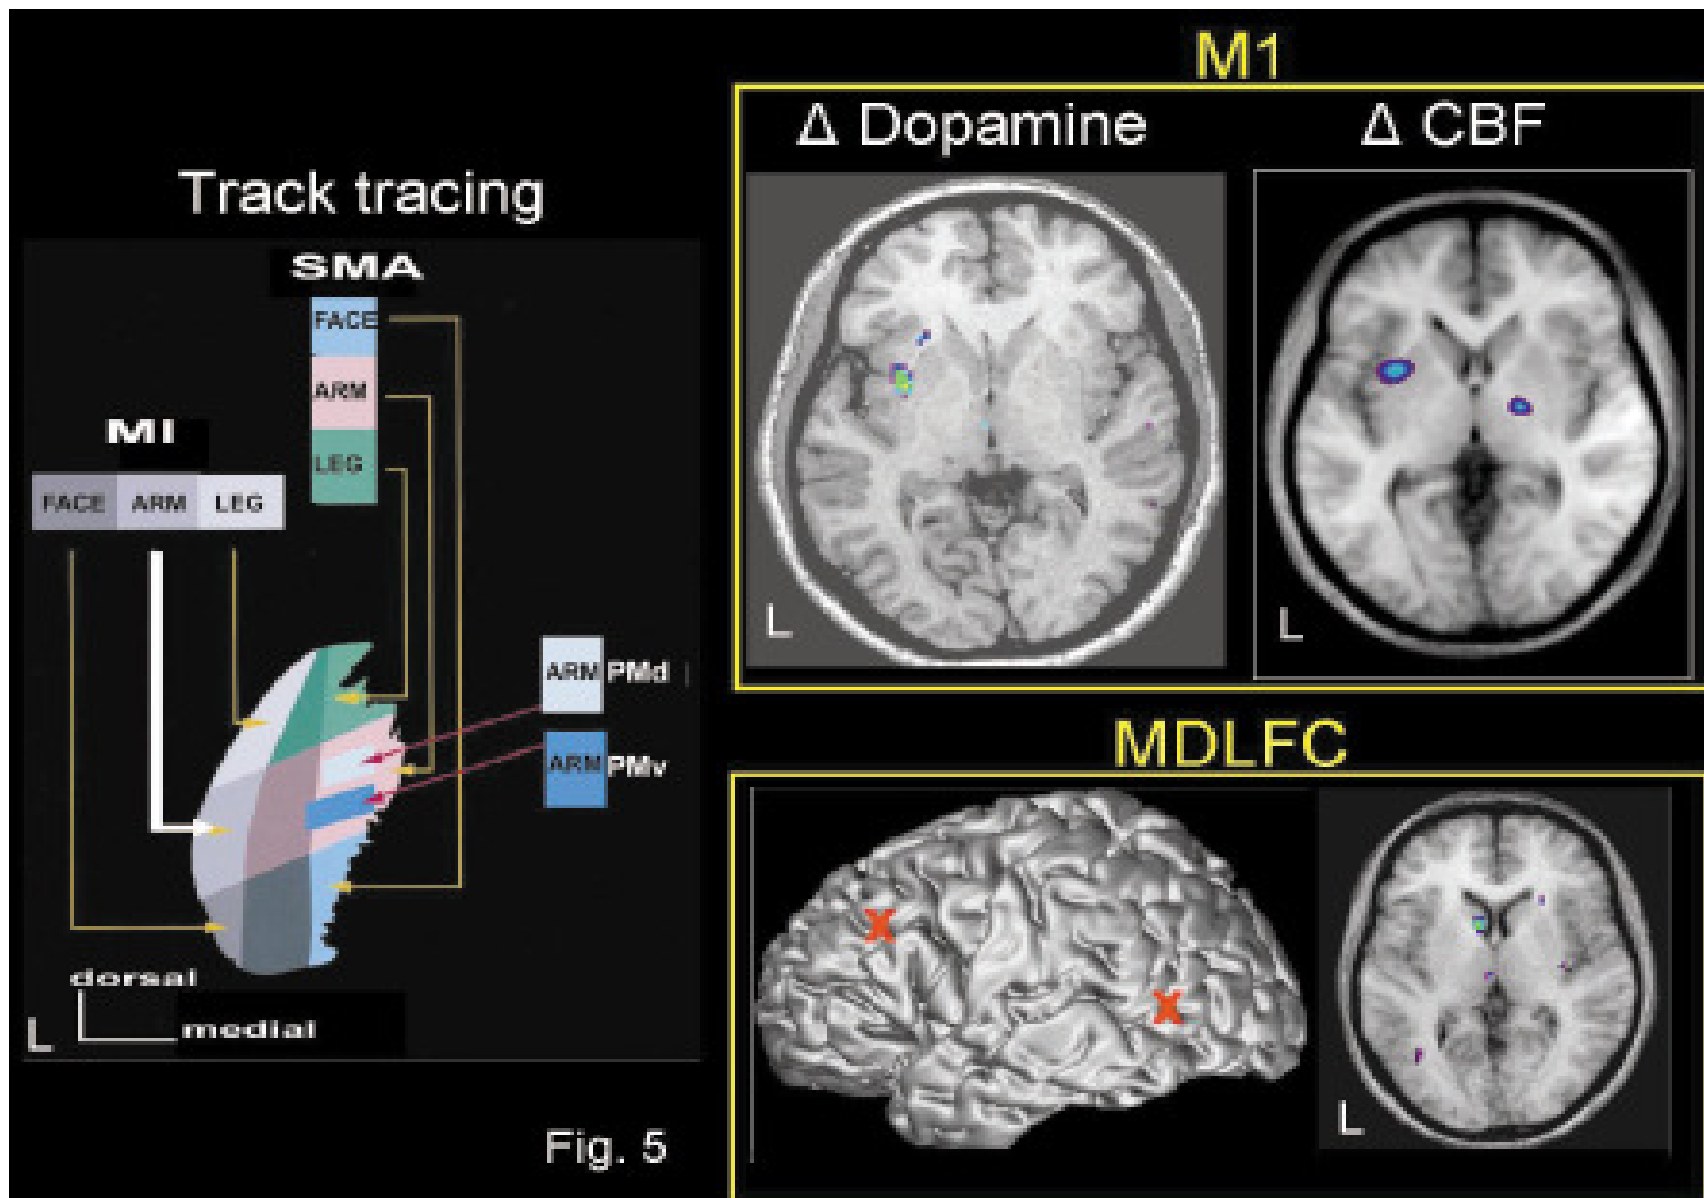 Track tracing
SMA
FACE
ARM
LEG
MI
FACE ARM LEG
ARM PMd
ARM PMv
dorsal
medial
L
Fig. 5
M1
Δ Dopamine
Δ CBF
L
L
MDLFC
L